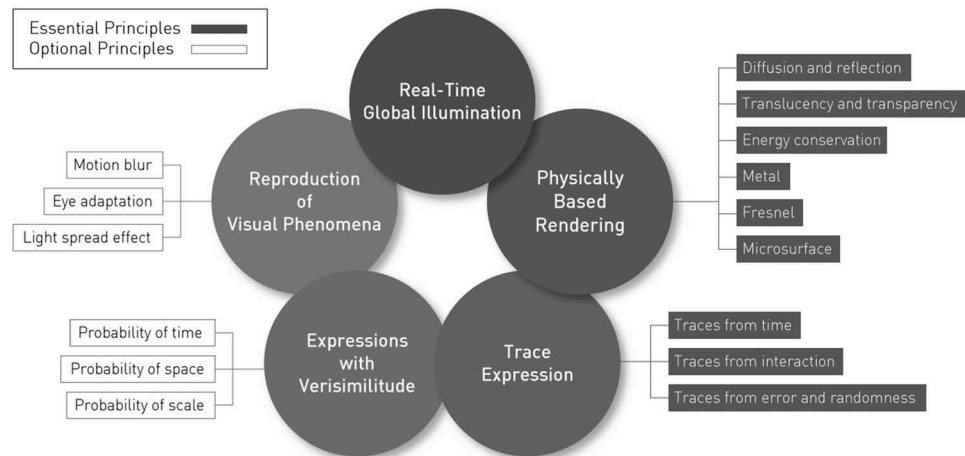 Essential Principles
Optional Principles
Real-Time
Global Illumination
Physically
Based
Rendering
Diffusion and reflection
Translucency and transparency
Energy conservation
Metal
Fresnel
Microsurface
Trace
Expression
Traces from time
Traces from interaction
Traces from error and randomness
Expressions
with
Verisimilitude
Probability of time
Probability of space
Probability of scale
Reproduction
of
Visual Phenomena
Motion blur
Eye adaptation
Light spread effect